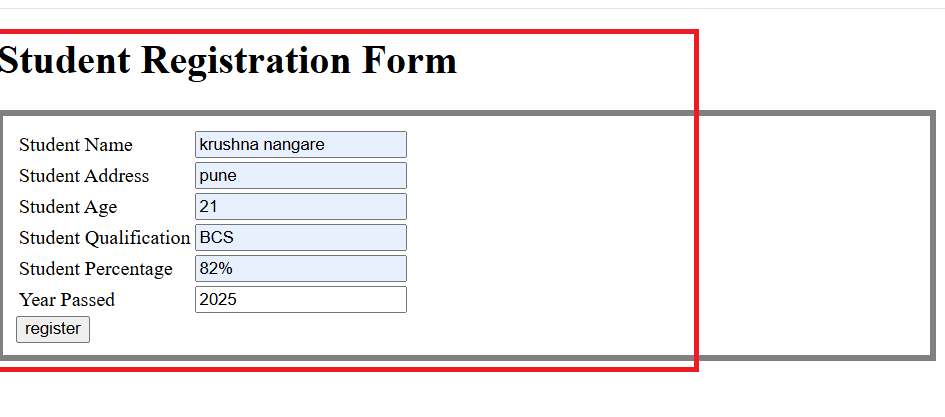 Student Registration Form
Student Name krushna nangare
Student Address pune
Student Age 21
Student Qualification BCS
Student Percentage 82%
Year Passed 2025
register